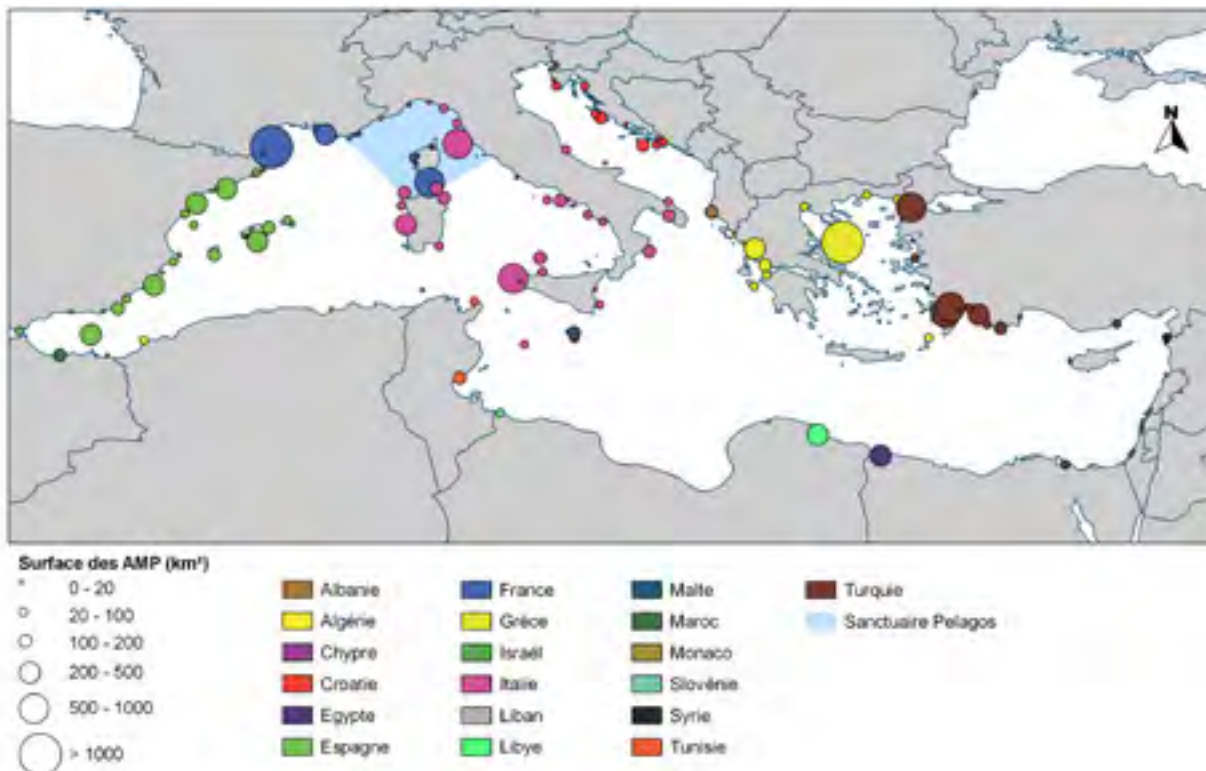 N
Surface des AMP (km²)
0 - 20
20 - 100
100 - 200
200 - 500
500 - 1000
> 1000
Albanie
Algérie
Chypre
Croatie
Egypte
Espagne
France
Grèce
Israël
Italie
Liban
Libye
Malte
Maroc
Monaco
Slovénie
Syrie
Tunisie
Turquie
Sanctuaire Pelagos